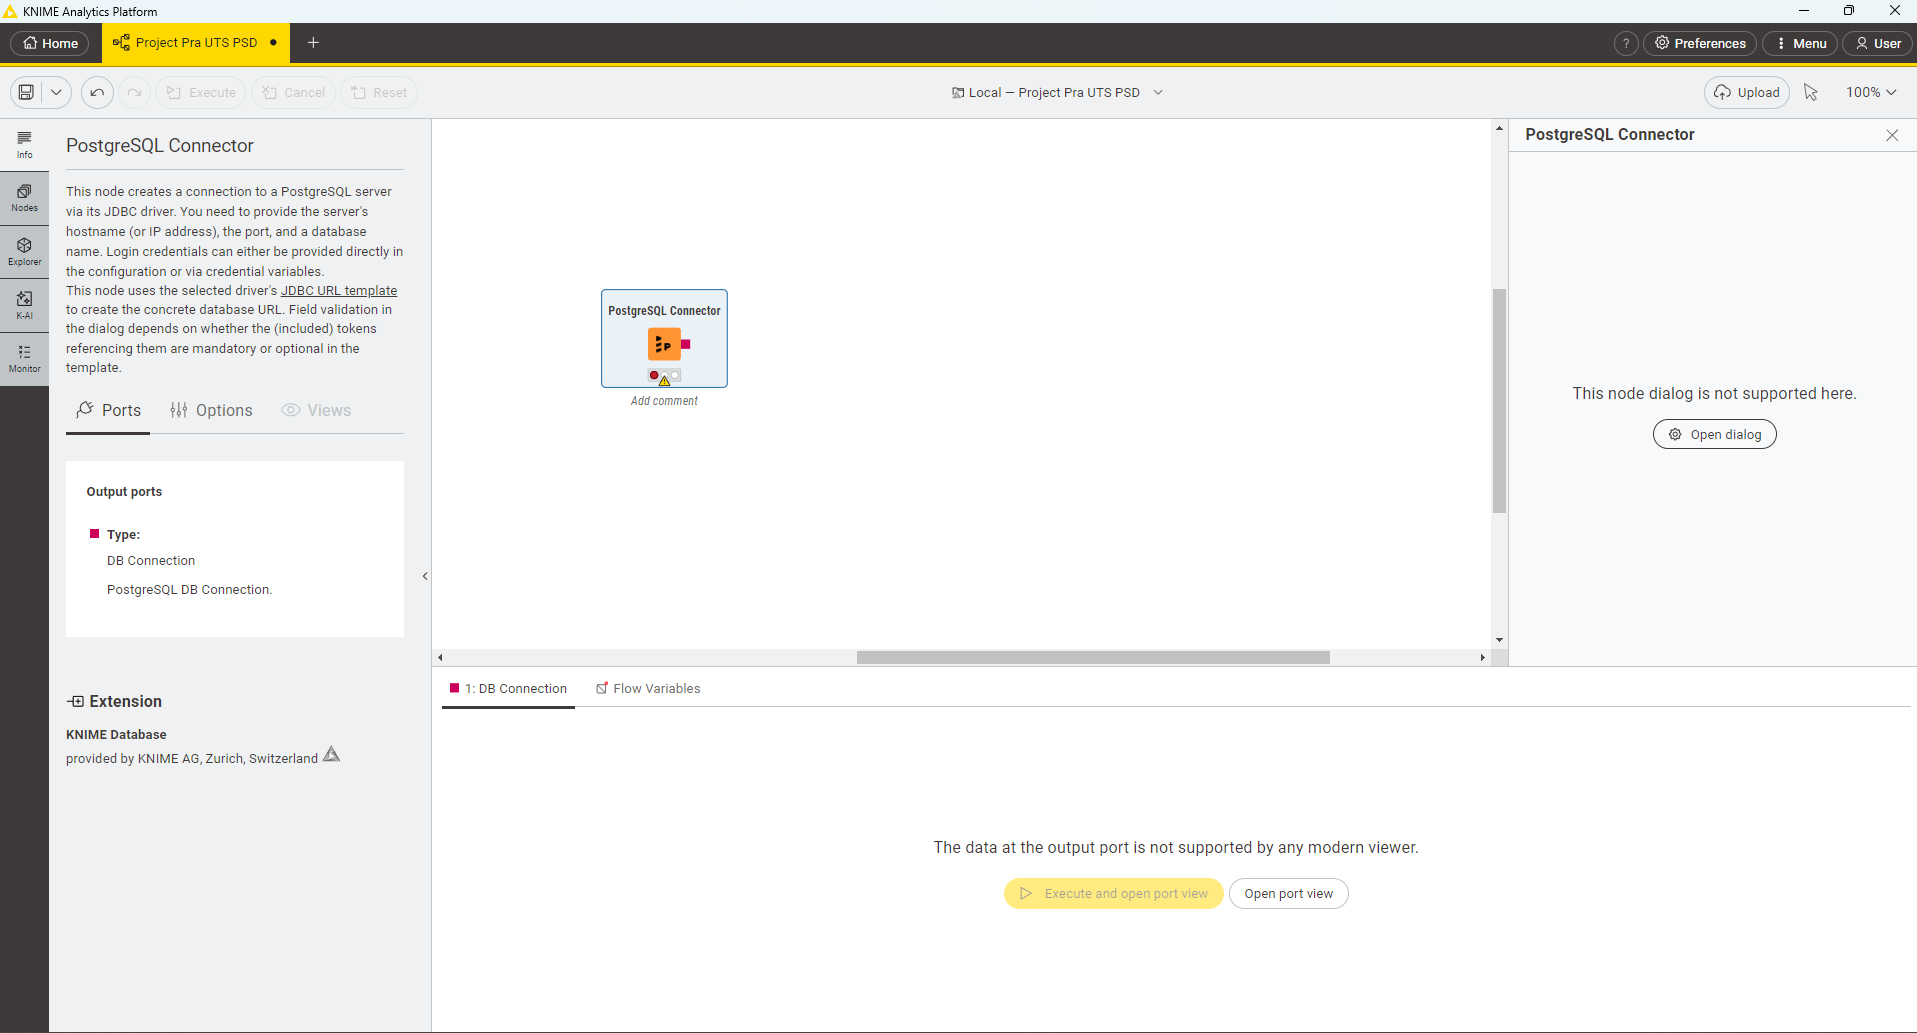 KNIME Analytics Platform
Home
Project Pra UTS PSD
?
Preferences
Menu
User
Execute
Cancel
Reset
Local — Project Pra UTS PSD
Upload
100%
Info
Nodes
Explorer
K-AI
Monitor
PostgreSQL Connector
This node creates a connection to a PostgreSQL server
via its JDBC driver. You need to provide the server's
hostname (or IP address), the port, and a database
name. Login credentials can either be provided directly in
the configuration or via credential variables.
This node uses the selected driver's JDBC URL template
to create the concrete database URL. Field validation in
the dialog depends on whether the (included) tokens
referencing them are mandatory or optional in the
template.
Ports
Options
Views
Output ports
Type:
DB Connection
PostgreSQL DB Connection.
Extension
KNIME Database
provided by KNIME AG, Zurich, Switzerland
PostgreSQL Connector
P
Add comment
PostgreSQL Connector
This node dialog is not supported here.
Open dialog
1: DB Connection
Flow Variables
The data at the output port is not supported by any modern viewer.
Execute and open port view
Open port view